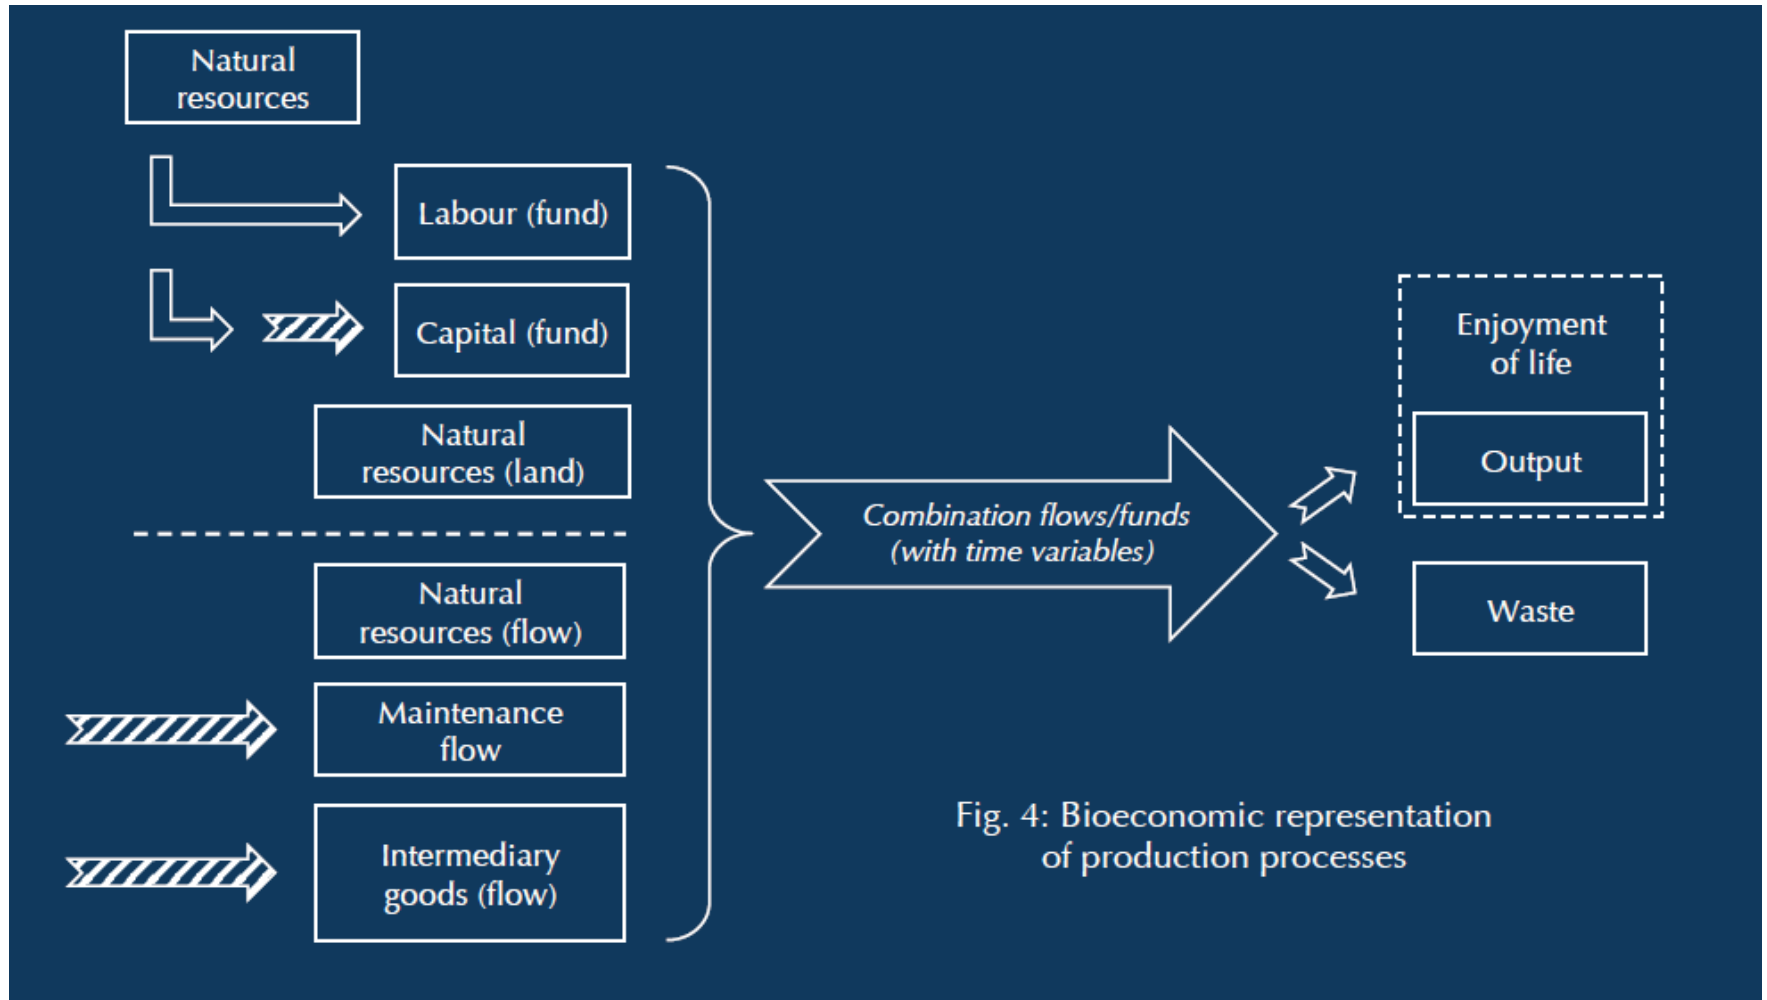 Natural
resources
Labour (fund)
Capital (fund)
Natural
resources (land)
Natural
resources (flow)
Maintenance
flow
Intermediary
goods (flow)
Combination flows/funds
(with time variables)
Enjoyment
of life
Output
Waste
Fig. 4: Bioeconomic representation
of production processes